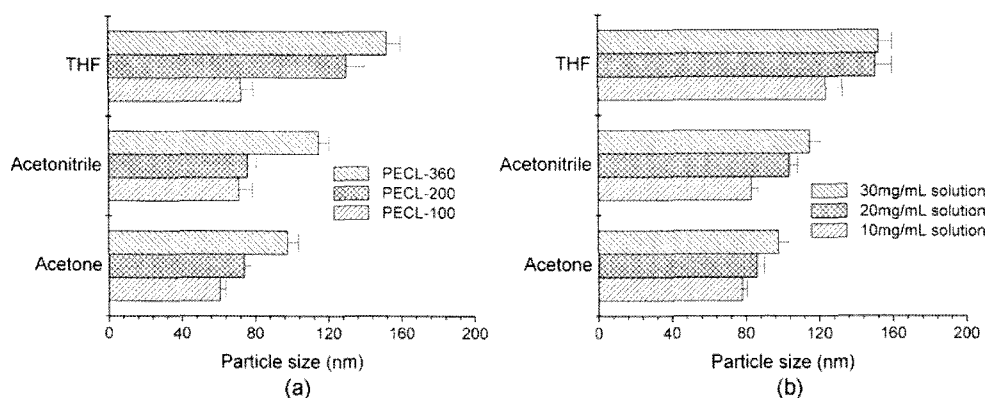 THF
Acetonitrile
Acetone
PECL-360
PECL-200
PECL-100
0 40 80 120 160 200
Particle size (nm)
(a)
THF
Acetonitrile
Acetone
30mg/mL solution
20mg/mL solution
10mg/mL solution
0 40 80 120 160 200
Particle size (nm)
(b)